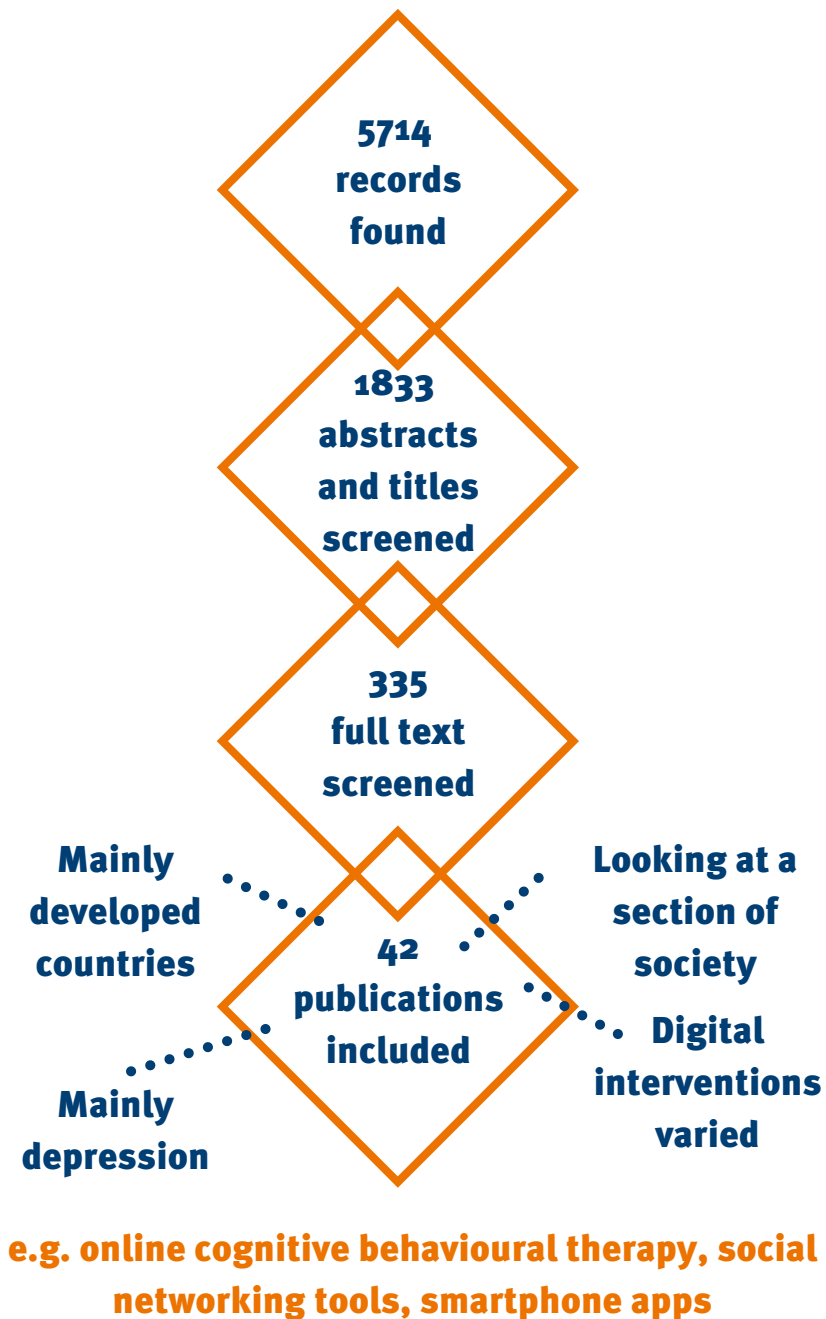 5714
records
found
1833
abstracts
and titles
screened
335
full text
screened
Mainly
developed
countries
Looking at a
section of
society
42
publications
included
Digital
interventions
varied
Mainly
depression
e.g. online cognitive behavioural therapy, social
networking tools, smartphone apps